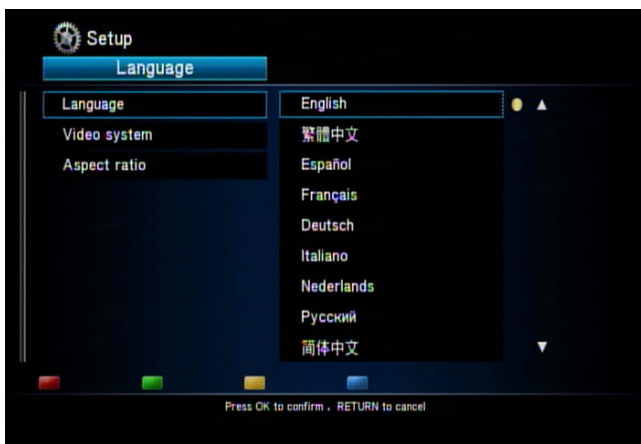 Setup
Language
Language
Video system
Aspect ratio
English
繁體中文
Español
Français
Deutsch
Italiano
Nederlands
Русский
简体中文
Press OK to confirm , RETURN to cancel